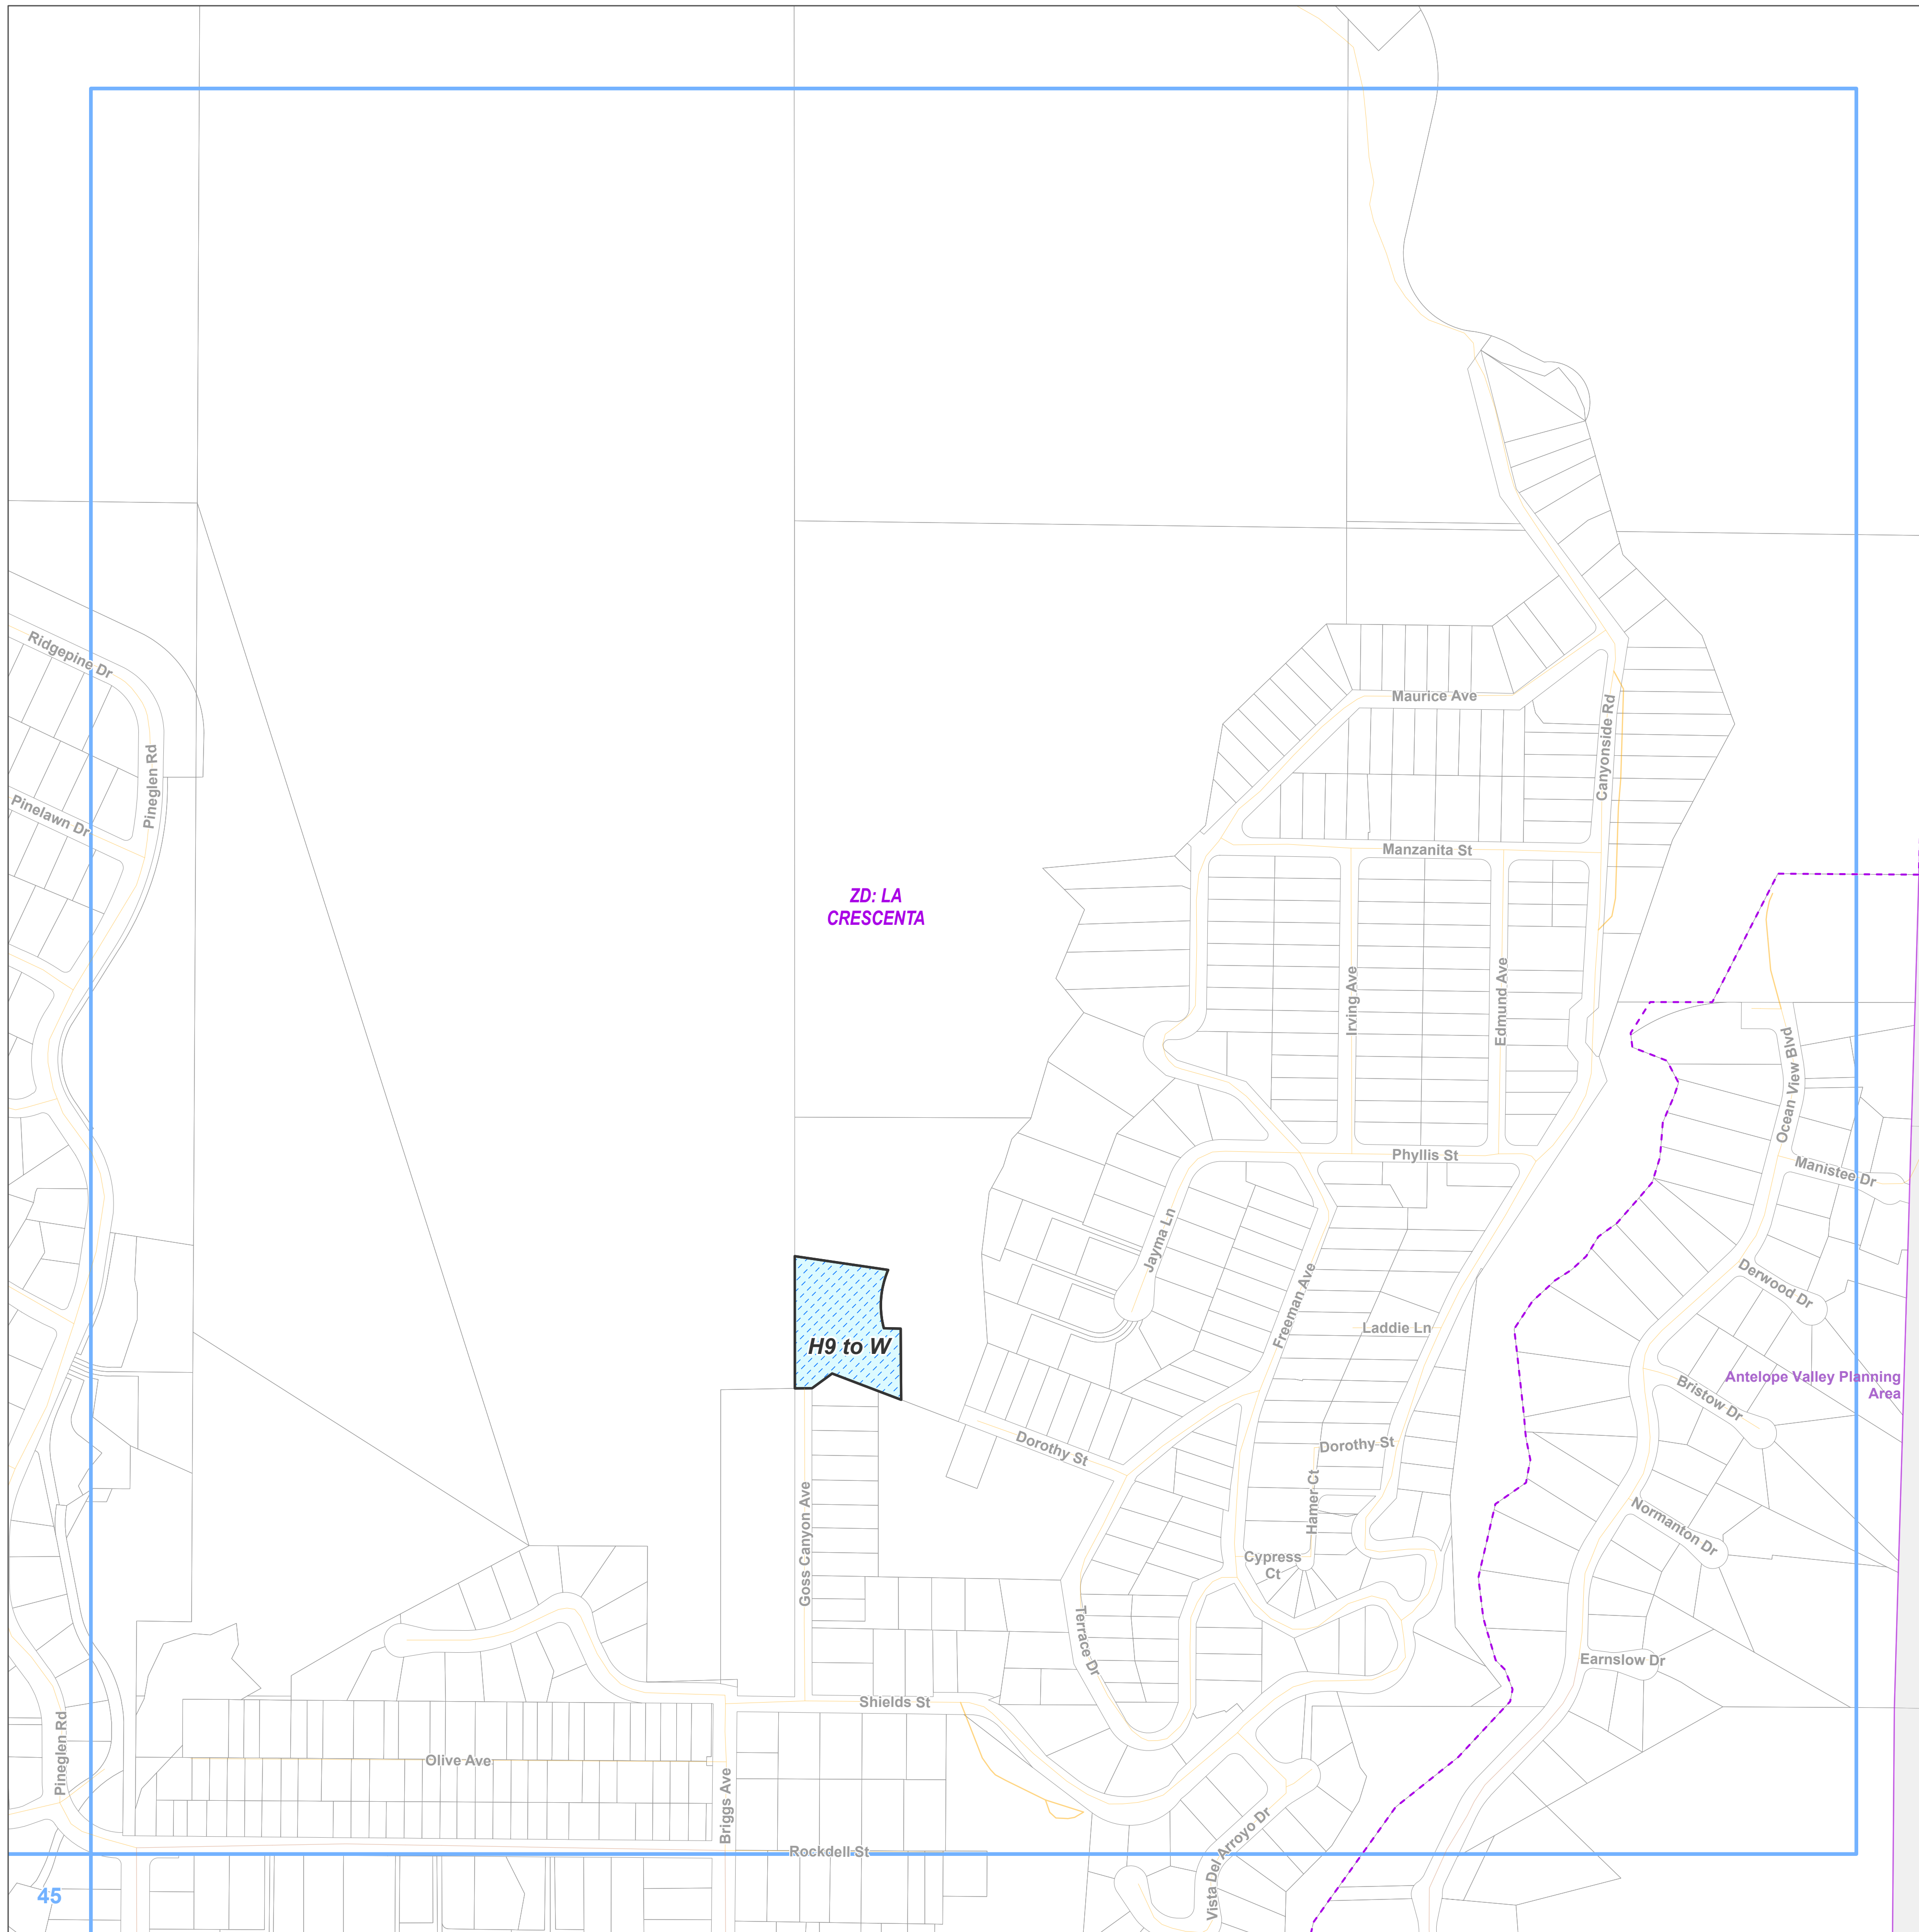 Ridgepine Dr
Pineglen Rd
Pinelawn Dr
Maurice Ave
Canyonside Rd
Manzanita St
ZD: LA
CRESCENTA
Irving Ave
Edmund Ave
Ocean View Blvd
Phyllis St
Manistee Dr
Jayma Ln
Freeman Ave
Derwood Dr
Laddie Ln
H9 to W
Antelope Valley Planning
Area
Bristow Dr
Dorothy St
Dorothy St
Goss Canyon Ave
Hamer Ct
Normanton Dr
Cypress
Ct
Terrace Dr
Earnslow Dr
Shields St
Pineglen Rd
Olive Ave
Briggs Ave
Vista Del Arroyo Dr
Rockdell St
45